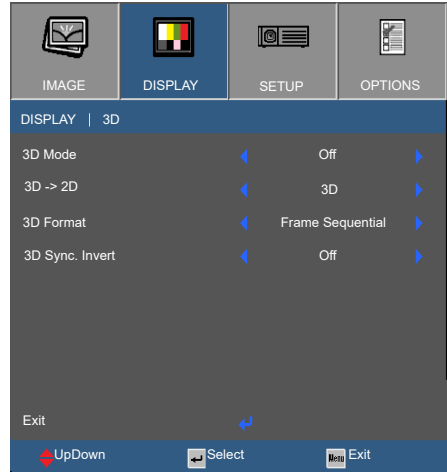 IMAGE DISPLAY SETUP OPTIONS
DISPLAY | 3D
3D Mode Off
3D -> 2D 3D
3D Format Frame Sequential
3D Sync. Invert Off
Exit
UpDown Select Menu Exit